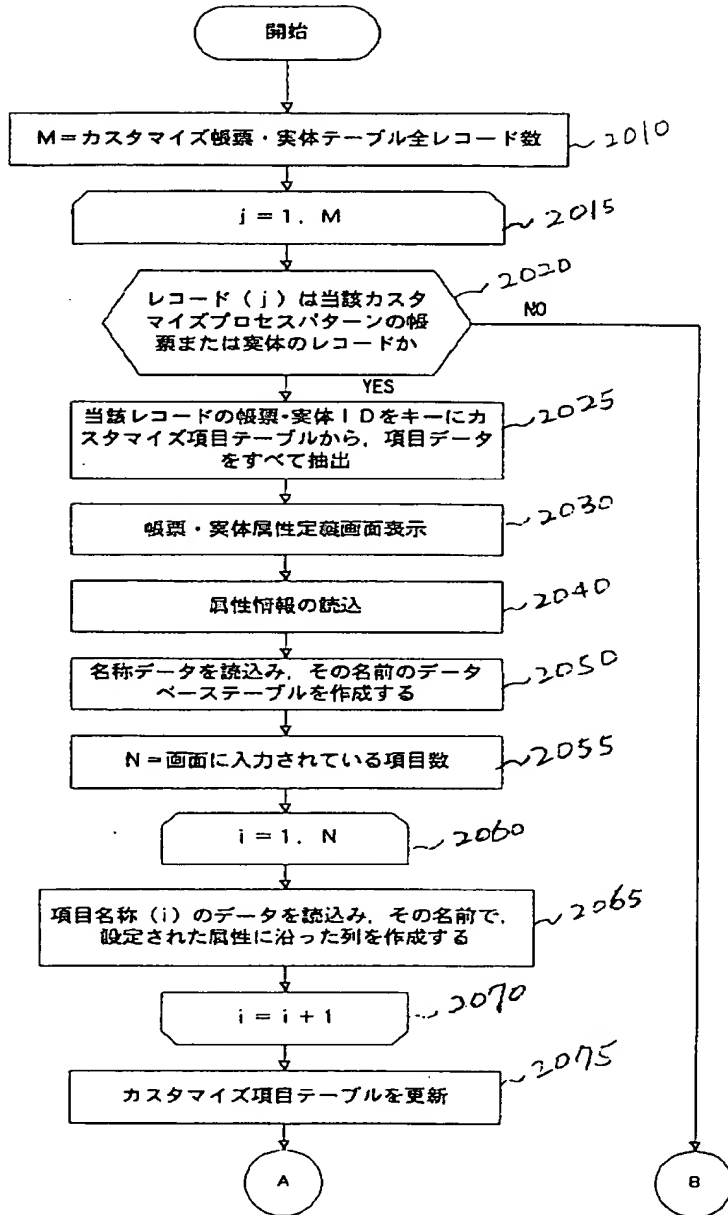 開始
M=カスタマイズ帳票・実体テーブル全レコード数
2010
j=1,M
2015
レコード(j)は当該カスタ
マイズプロセスパターンの帳
票または実体のレコードか
2020
NO
YES
当該レコードの帳票・実体IDをキーにカ
スタマイズ項目テーブルから,項目データ
をすべて抽出
2025
帳票・実体属性定義画面表示
2030
属性情報の読込
2040
名称データを読込み,その名前のデータ
ベーステーブルを作成する
2050
N=画面に入力されている項目数
2055
i=1,N
2060
項目名称(i)のデータを読込み,その名前で,
設定された属性に沿った列を作成する
2065
i=i+1
2070
カスタマイズ項目テーブルを更新
2075
A
B